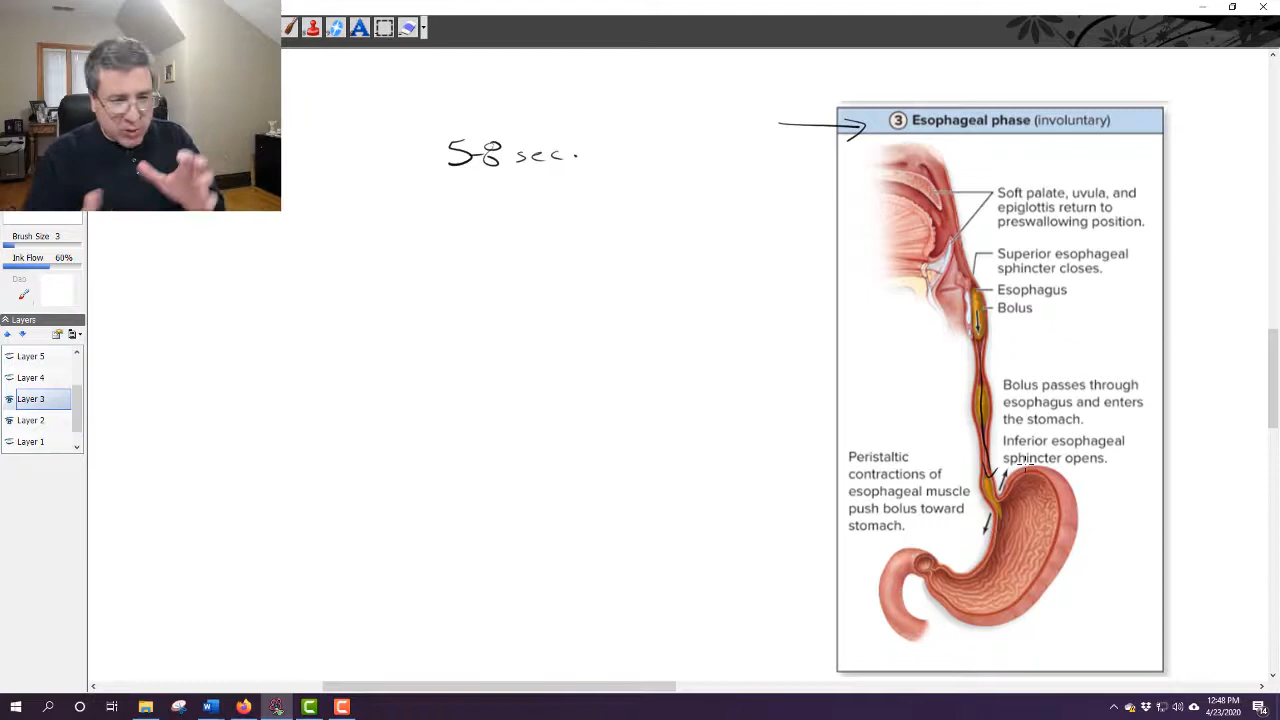 5-8 sec.
3 Esophageal phase (involuntary)
Soft palate, uvula, and
epiglottis return to
preswallowing position.
Superior esophageal
sphincter closes.
Esophagus
Bolus
Bolus passes through
esophagus and enters
the stomach.
Inferior esophageal
sphincter opens.
Peristaltic
contractions of
esophageal muscle
push bolus toward
stomach.
Brush Size 3
Ink Flow 60%
Layers
Layer 5
Layer 4
Layer 3
Layer 2
Layer 1
12:48 PM
4/23/2020